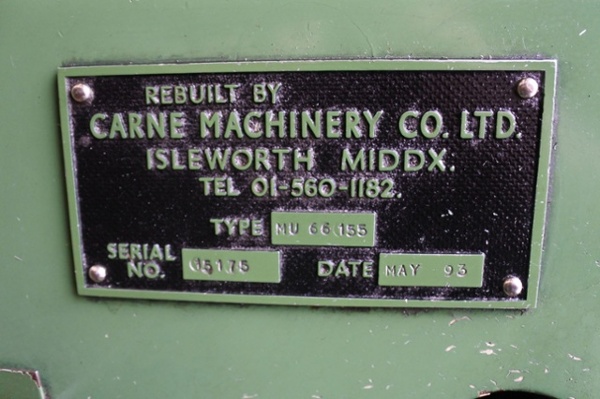 REBUILT BY
CARNE MACHINERY CO. LTD.
ISLEWORTH MIDDX.
TEL 01-560-1182.
TYPE MU 66.155
SERIAL NO. 65175
DATE MAY 93